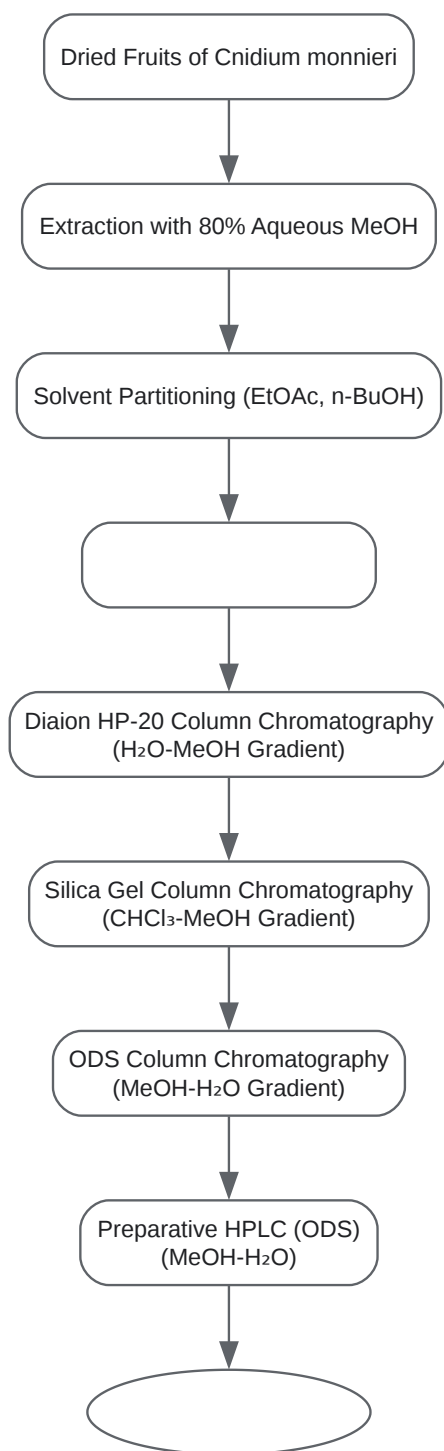 Dried Fruits of Cnidium monnieri
Extraction with 80% Aqueous MeOH
Solvent Partitioning (EtOAc, n-BuOH)
Diaion HP-20 Column Chromatography
(H₂O-MeOH Gradient)
Silica Gel Column Chromatography
(CHCl₃-MeOH Gradient)
ODS Column Chromatography
(MeOH-H₂O Gradient)
Preparative HPLC (ODS)
(MeOH-H₂O)